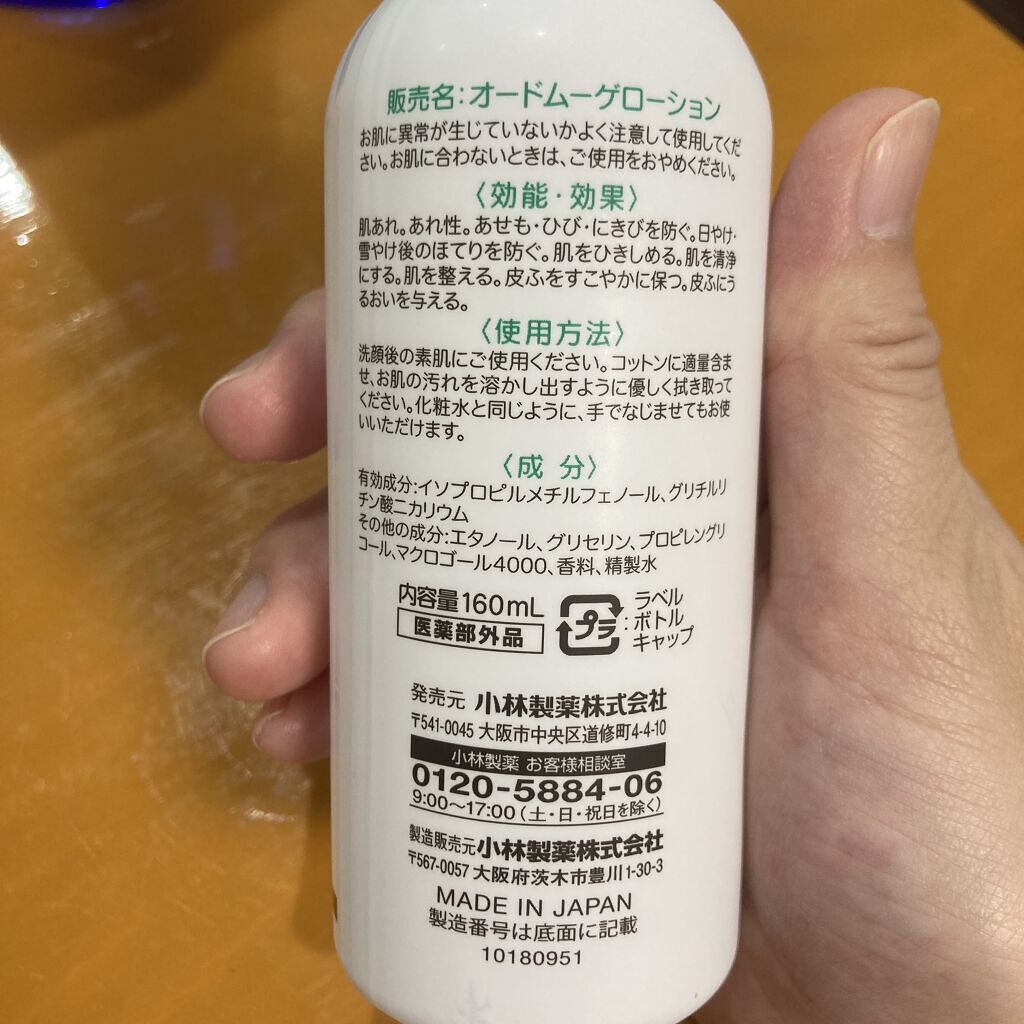 販売名:オードムーゲローション
お肌に異常が生じていないかよく注意して使用してくだ
さい。お肌に合わないときは、ご使用をおやめください。
〈効能・効果〉
肌あれ。あれ性。あせも・ひび・にきびを防ぐ。日やけ・
雪やけ後のほてりを防ぐ。肌をひきしめる。肌を清浄
にする。肌を整える。皮ふをすこやかに保つ。皮ふにう
るおいを与える。
〈使用方法〉
洗顔後の素肌にご使用ください。コットンに適量含ま
せ、お肌の汚れを溶かし出すように優しく拭き取って
ください。化粧水と同じように、手でなじませてもお使
いいただけます。
〈成 分〉
有効成分:イソプロピルメチルフェノール、グリチルリ
チン酸ニカリウム
その他の成分:エタノール、グリセリン、プロピレングリ
コール、マクロゴール4000、香料、精製水
内容量160mL
医薬部外品
プラ
:ラベル
ボトル
キャップ
発売元 小林製薬株式会社
〒541-0045 大阪市中央区道修町4-4-10
小林製薬 お客様相談室
0120-5884-06
9:00〜17:00(土・日・祝日を除く)
製造販売元小林製薬株式会社
〒567-0057 大阪府茨木市豊川1-30-3
MADE IN JAPAN
製造番号は底面に記載
10180951